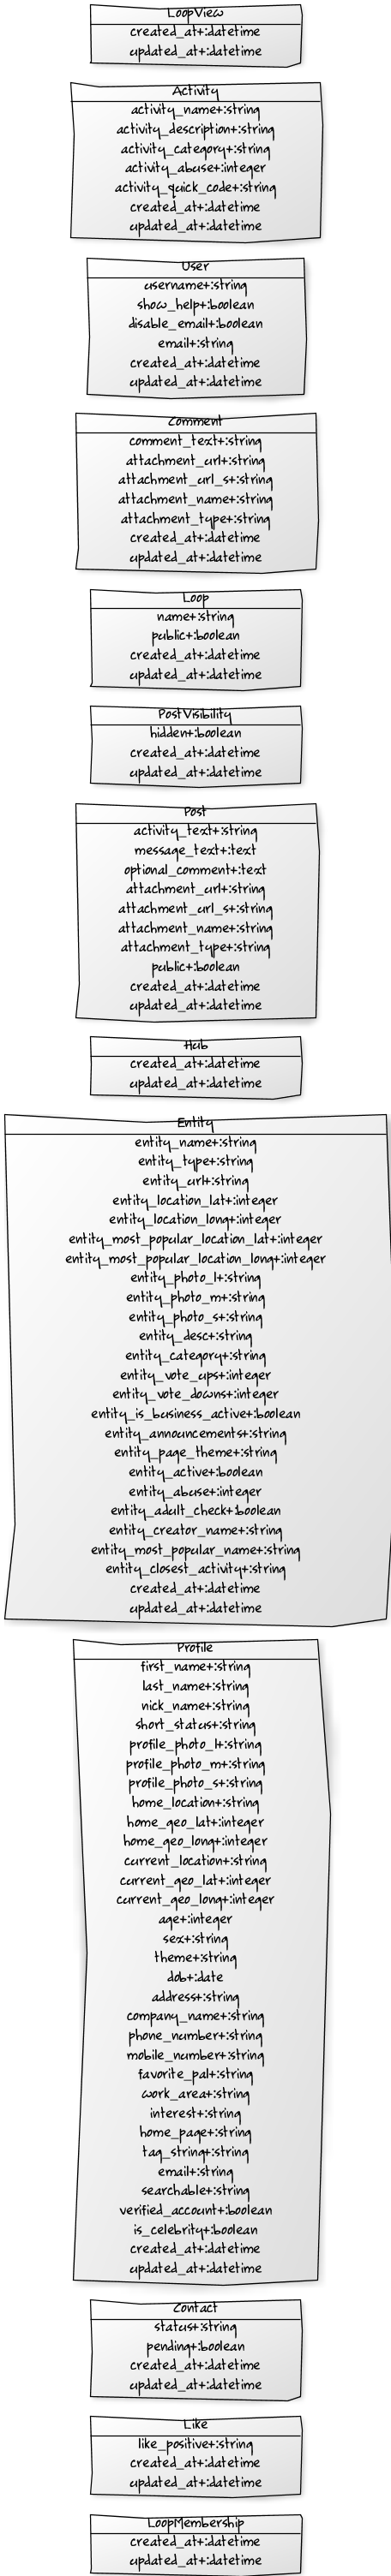 LoopView
created_at+:datetime
updated_at+:datetime
Activity
activity_name+:string
activity_description+:string
activity_category+:string
activity_abuse+:integer
activity_quick_code+:string
created_at+:datetime
updated_at+:datetime
User
username+:string
show_help+:boolean
disable_email+:boolean
email+:string
created_at+:datetime
updated_at+:datetime
Comment
comment_text+:string
attachment_url+:string
attachment_url_s+:string
attachment_name+:string
attachment_type+:string
created_at+:datetime
updated_at+:datetime
Loop
name+:string
public+:boolean
created_at+:datetime
updated_at+:datetime
PostVisibility
hidden+:boolean
created_at+:datetime
updated_at+:datetime
Post
activity_text+:string
message_text+:text
optional_comment+:text
attachment_url+:string
attachment_url_s+:string
attachment_name+:string
attachment_type+:string
public+:boolean
created_at+:datetime
updated_at+:datetime
Hub
created_at+:datetime
updated_at+:datetime
Entity
entity_name+:string
entity_type+:string
entity_url+:string
entity_location_lat+:integer
entity_location_long+:integer
entity_most_popular_location_lat+:integer
entity_most_popular_location_long+:integer
entity_photo_l+:string
entity_photo_m+:string
entity_photo_s+:string
entity_desc+:string
entity_category+:string
entity_vote_ups+:integer
entity_vote_downs+:integer
entity_is_business_active+:boolean
entity_announcements+:string
entity_page_theme+:string
entity_active+:boolean
entity_abuse+:integer
entity_adult_check+:boolean
entity_creator_name+:string
entity_most_popular_name+:string
entity_closest_activity+:string
created_at+:datetime
updated_at+:datetime
Profile
first_name+:string
last_name+:string
nick_name+:string
short_status+:string
profile_photo_l+:string
profile_photo_m+:string
profile_photo_s+:string
home_location+:string
home_geo_lat+:integer
home_geo_long+:integer
current_location+:string
current_geo_lat+:integer
current_geo_long+:integer
age+:integer
sex+:string
theme+:string
dob+:date
address+:string
company_name+:string
phone_number+:string
mobile_number+:string
favorite_pal+:string
work_area+:string
interest+:string
home_page+:string
tag_string+:string
email+:string
searchable+:string
verified_account+:boolean
is_celebrity+:boolean
created_at+:datetime
updated_at+:datetime
Contact
status+:string
pending+:boolean
created_at+:datetime
updated_at+:datetime
Like
like_positive+:string
created_at+:datetime
updated_at+:datetime
LoopMembership
created_at+:datetime
updated_at+:datetime